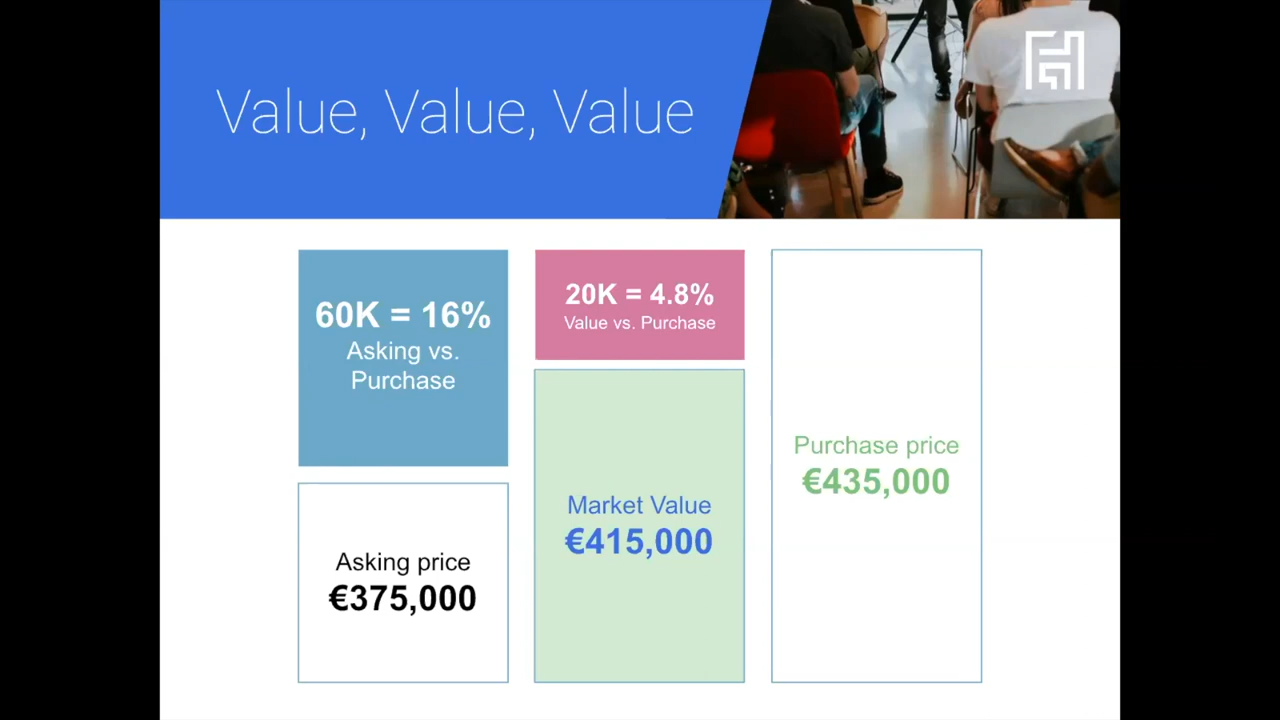 Value, Value, Value
60K = 16%
Asking vs.
Purchase
20K = 4.8%
Value vs. Purchase
Asking price
€375,000
Market Value
€415,000
Purchase price
€435,000